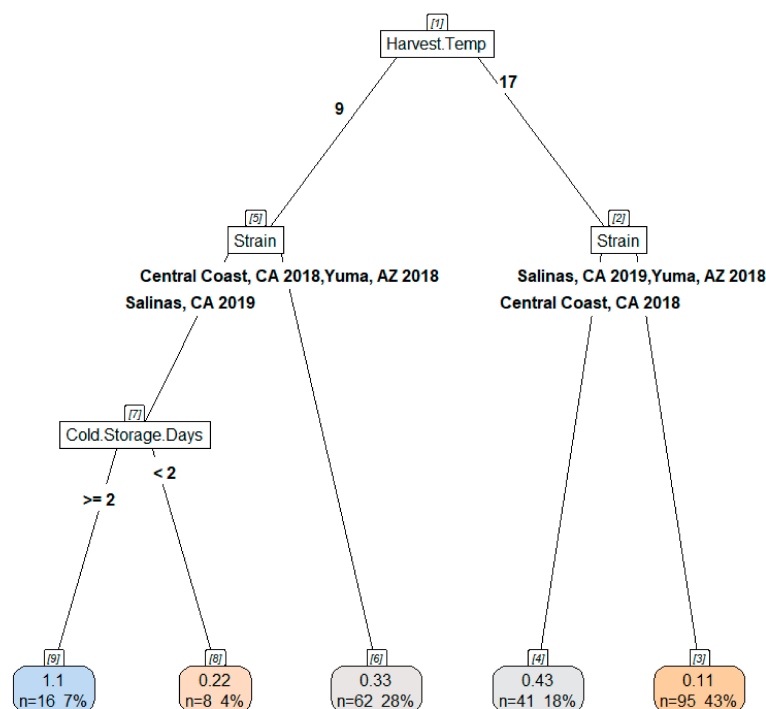 [1]
Harvest.Temp
9
17
[5]
Strain
[2]
Strain
Central Coast, CA 2018,Yuma, AZ 2018
Salinas, CA 2019
Salinas, CA 2019,Yuma, AZ 2018
Central Coast, CA 2018
[7]
Cold.Storage.Days
>= 2
< 2
[9]
1.1
n=16 7%
[8]
0.22
n=8 4%
[6]
0.33
n=62 28%
[4]
0.43
n=41 18%
[3]
0.11
n=95 43%